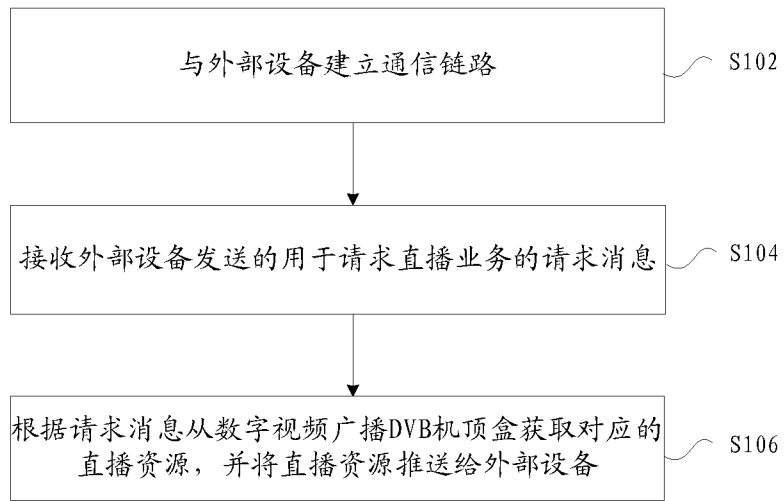 与外部设备建立通信链路
S102
接收外部设备发送的用于请求直播业务的请求消息
S104
根据请求消息从数字视频广播DVB机顶盒获取对应的
直播资源，并将直播资源推送给外部设备
S106